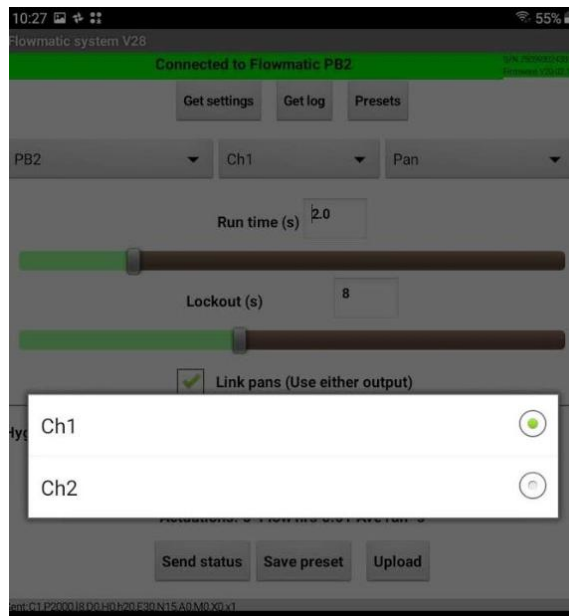 10:27 55%
Flowmatic system V28
Connected to Flowmatic PB2
Get settings Get log Presets
PB2 Ch1 Pan
Run time (s) 2.0
Lockout (s) 8
Link pans (Use either output)
Ch1
Ch2
Send status Save preset Upload